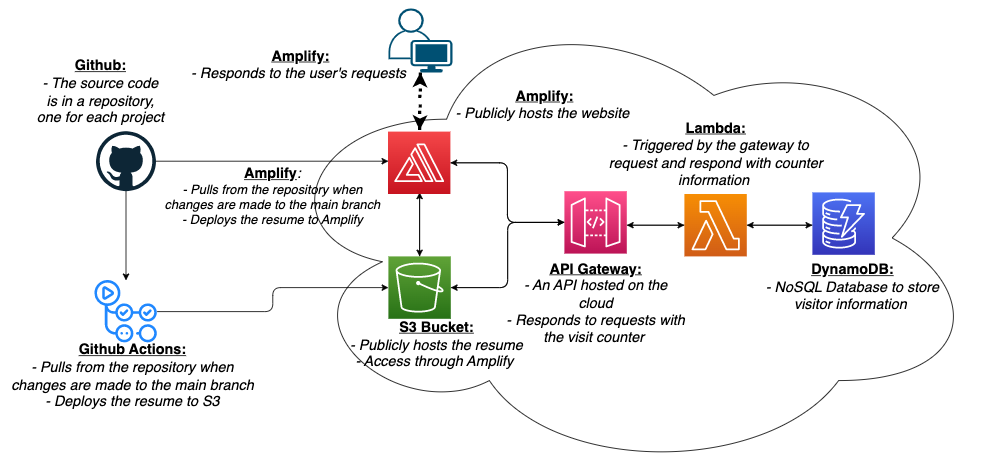 Amplify:
- Responds to the user's requests
Github:
- The source code
is in a repository,
one for each project
Amplify:
- Publicly hosts the website
Lambda:
- Triggered by the gateway to
request and respond with counter
information
Amplify:
- Pulls from the repository when
changes are made to the main branch
- Deploys the resume to Amplify
</>
API Gateway:
- An API hosted on the
cloud
- Responds to requests with
the visit counter
DynamoDB:
- NoSQL Database to store
visitor information
S3 Bucket:
- Publicly hosts the resume
- Access through Amplify
Github Actions:
- Pulls from the repository when
changes are made to the main branch
- Deploys the resume to S3